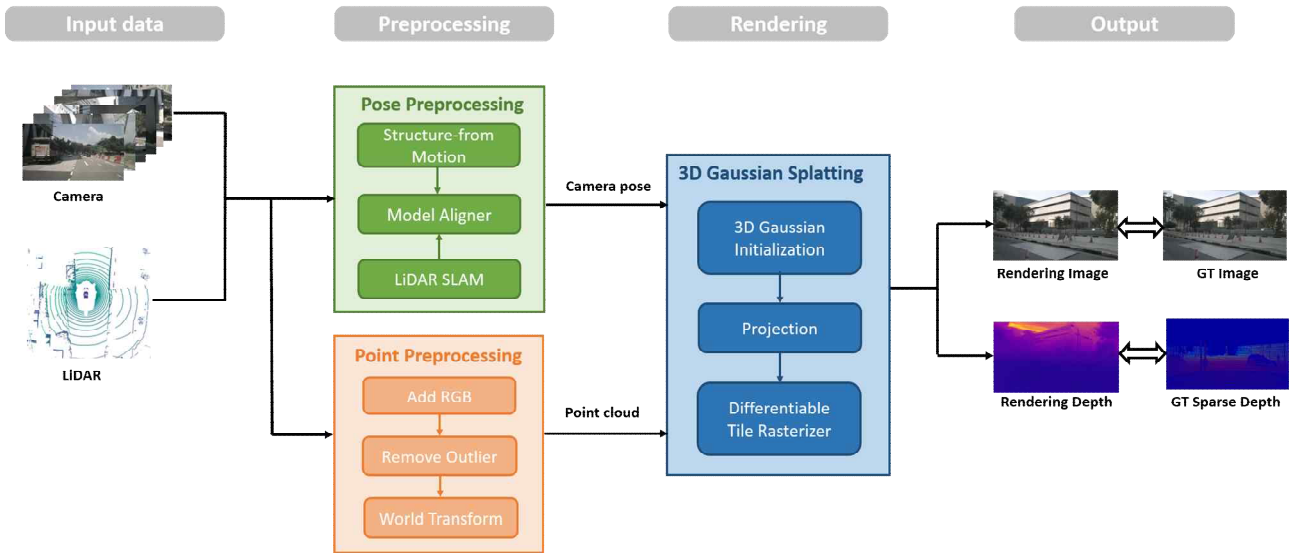 Input data
Preprocessing
Rendering
Output
Camera
LiDAR
Pose Preprocessing
Structure-from
Motion
Model Aligner
LiDAR SLAM
Point Preprocessing
Add RGB
Remove Outlier
World Transform
Camera pose
Point cloud
3D Gaussian Splatting
3D Gaussian
Initialization
Projection
Differentiable
Tile Rasterizer
Rendering Image
GT Image
Rendering Depth
GT Sparse Depth